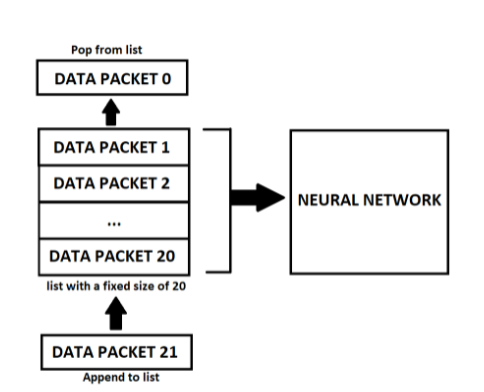 Pop from list
DATA PACKET 0
DATA PACKET 1
DATA PACKET 2
...
DATA PACKET 20
list with a fixed size of 20
DATA PACKET 21
Append to list
NEURAL NETWORK